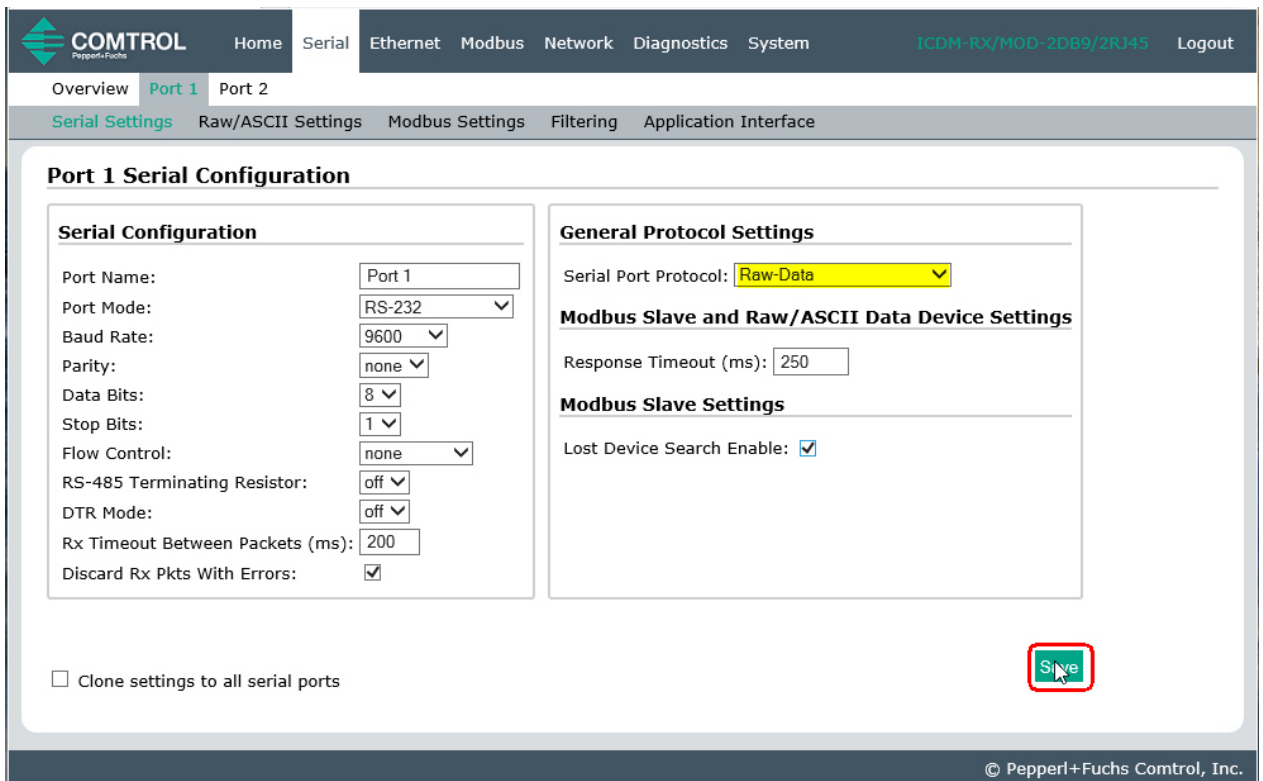 COMTROL Home Serial Ethernet Modbus Network Diagnostics System ICDM-RX/MOD-2DB9/2RJ45 Logout
Pepperl+Fuchs
Overview Port 1 Port 2
Serial Settings Raw/ASCII Settings Modbus Settings Filtering Application Interface
Port 1 Serial Configuration
Serial Configuration
Port Name: Port 1
Port Mode: RS-232
Baud Rate: 9600
Parity: none
Data Bits: 8
Stop Bits: 1
Flow Control: none
RS-485 Terminating Resistor: off
DTR Mode: off
Rx Timeout Between Packets (ms): 200
Discard Rx Pkts With Errors:
General Protocol Settings
Serial Port Protocol: Raw-Data
Modbus Slave and Raw/ASCII Data Device Settings
Response Timeout (ms): 250
Modbus Slave Settings
Lost Device Search Enable:
Clone settings to all serial ports
Save
© Pepperl+Fuchs Comtrol, Inc.